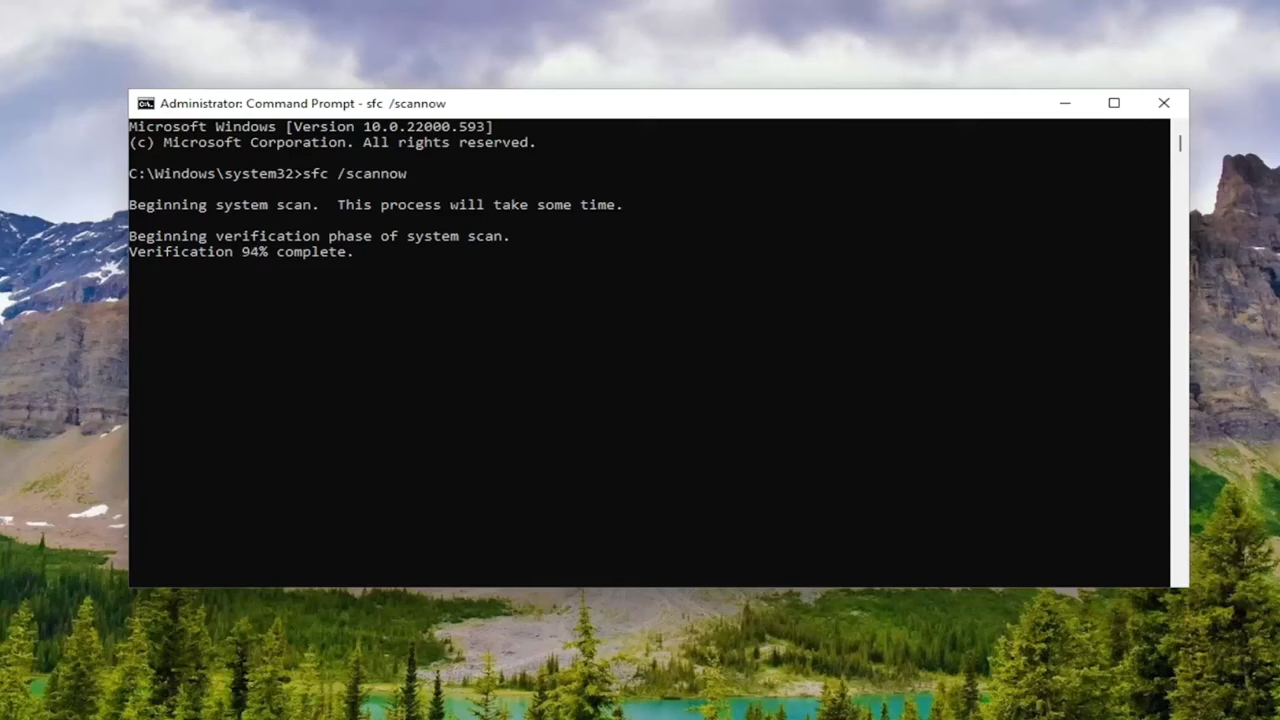 Administrator: Command Prompt - sfc  /scannow
Microsoft Windows [Version 10.0.22000.593]
(c) Microsoft Corporation. All rights reserved.
C:\Windows\system32>sfc /scannow
Beginning system scan.  This process will take some time.
Beginning verification phase of system scan.
Verification 94% complete.